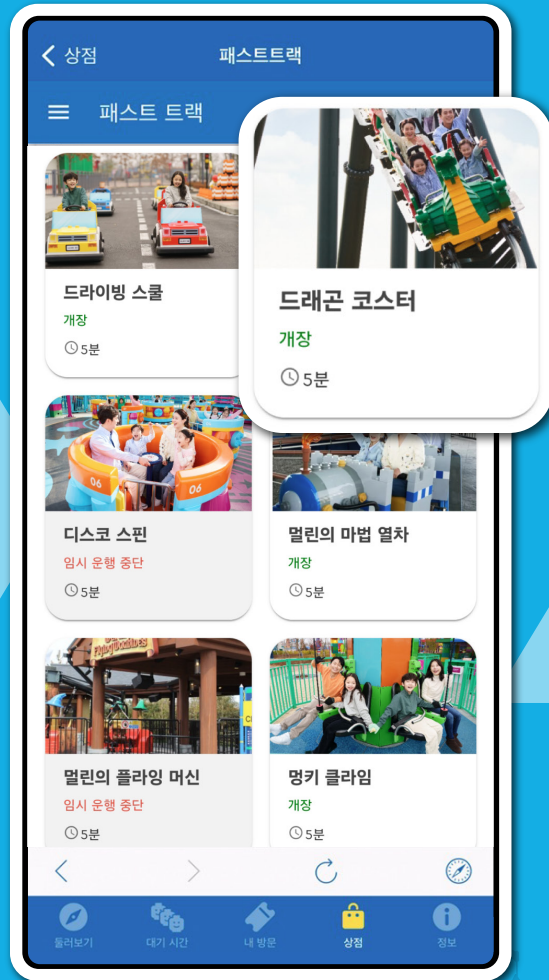 상점
패스트트랙
패스트 트랙
드라이빙 스쿨
개장
5분
드래곤 코스터
개장
5분
06
06
디스코 스핀
임시 운행 중단
5분
멀린의 마법 열차
개장
5분
멀린의 플라잉 머신
임시 운행 중단
5분
멍키 클라임
개장
5분
둘러보기
대기 시간
내 방문
상점
정보